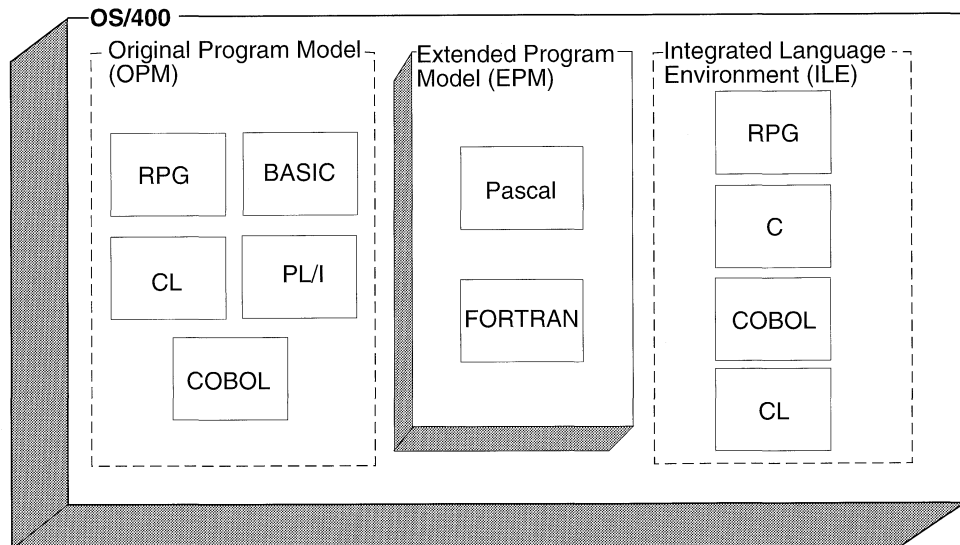 OS/400
Original Program Model
(OPM)
RPG
BASIC
CL
PL/I
COBOL
Extended Program
Model (EPM)
Pascal
FORTRAN
Integrated Language
Environment (ILE)
RPG
C
COBOL
CL